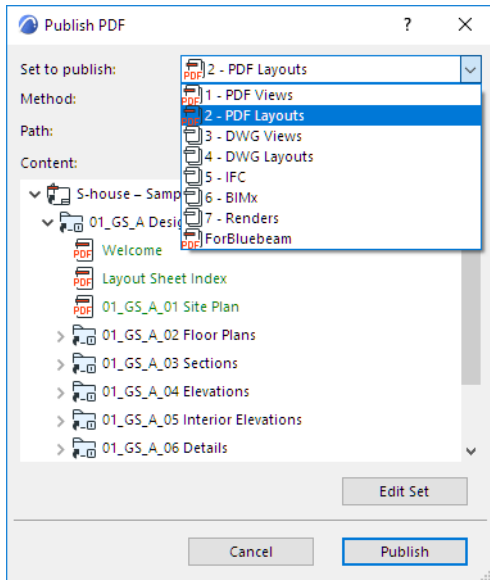 Publish PDF
?
Set to publish:
2 - PDF Layouts
Method:
1 - PDF Views
2 - PDF Layouts
Path:
3 - DWG Views
4 - DWG Layouts
Content:
5 - IFC
S-house – Samp
6 - BIMx
01_GS_A Desig
7 - Renders
PDF Welcome
ForBluebeam
PDF Layout Sheet Index
PDF 01_GS_A_01 Site Plan
01_GS_A_02 Floor Plans
01_GS_A_03 Sections
01_GS_A_04 Elevations
01_GS_A_05 Interior Elevations
01_GS_A_06 Details
Edit Set
Cancel
Publish